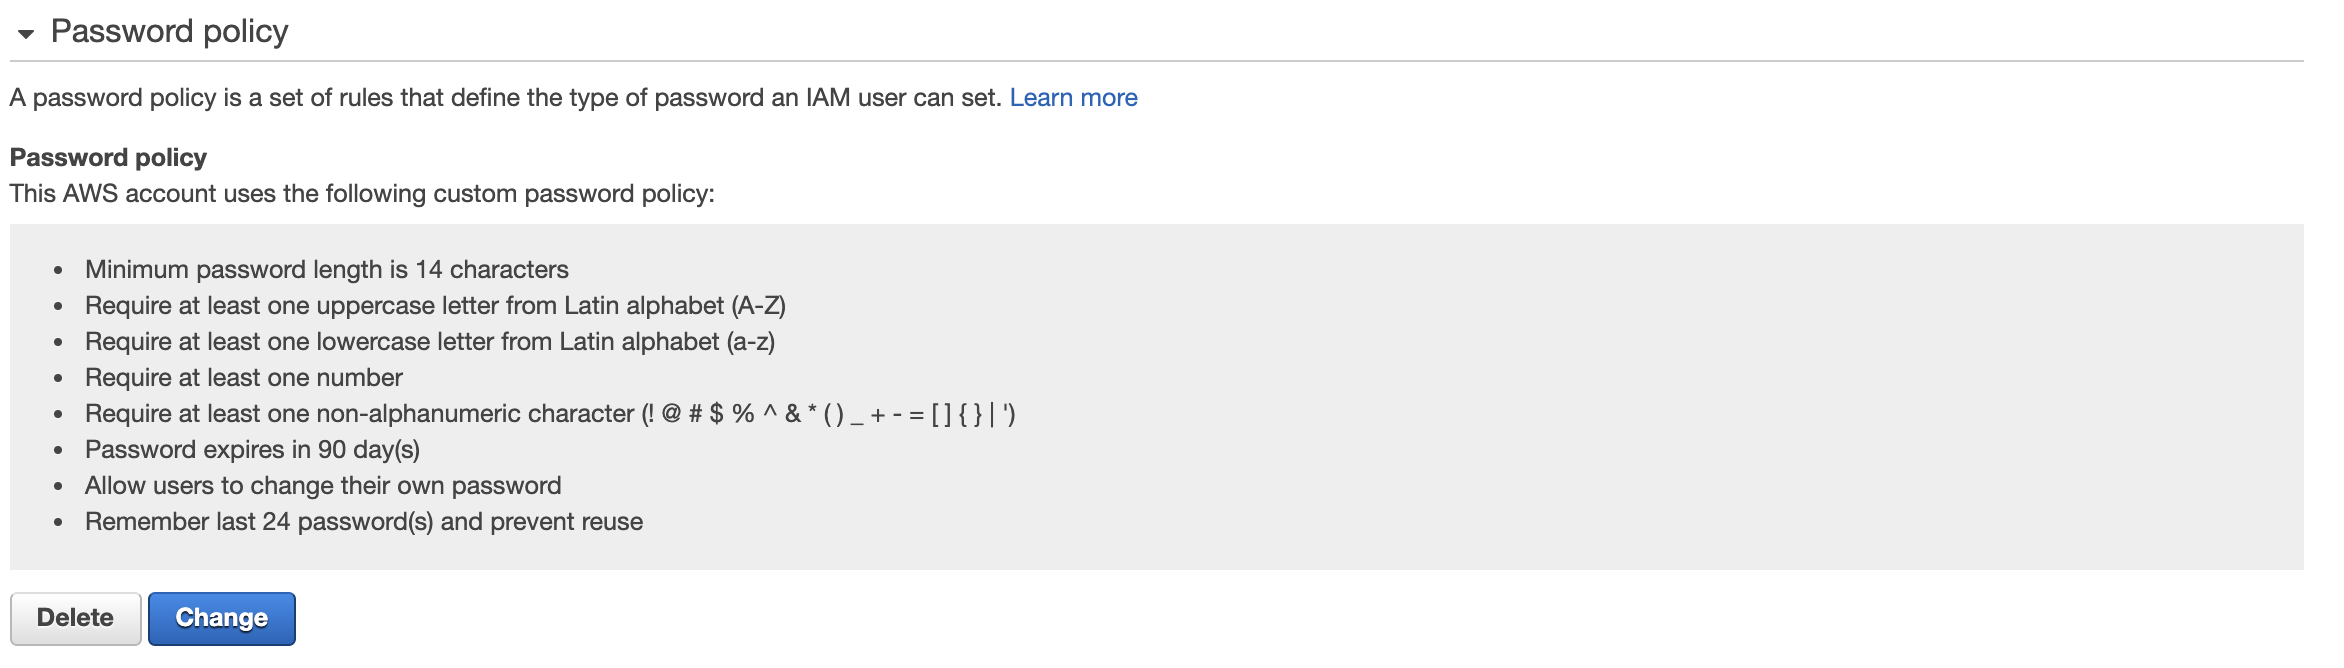 Password policy
A password policy is a set of rules that define the type of password an IAM user can set. Learn more
Password policy
This AWS account uses the following custom password policy:
• Minimum password length is 14 characters
• Require at least one uppercase letter from Latin alphabet (A-Z)
• Require at least one lowercase letter from Latin alphabet (a-z)
• Require at least one number
• Require at least one non-alphanumeric character (! @ # $ % ^ & * ( ) _ + - = [ ] { } | ')
• Password expires in 90 day(s)
• Allow users to change their own password
• Remember last 24 password(s) and prevent reuse
Delete Change